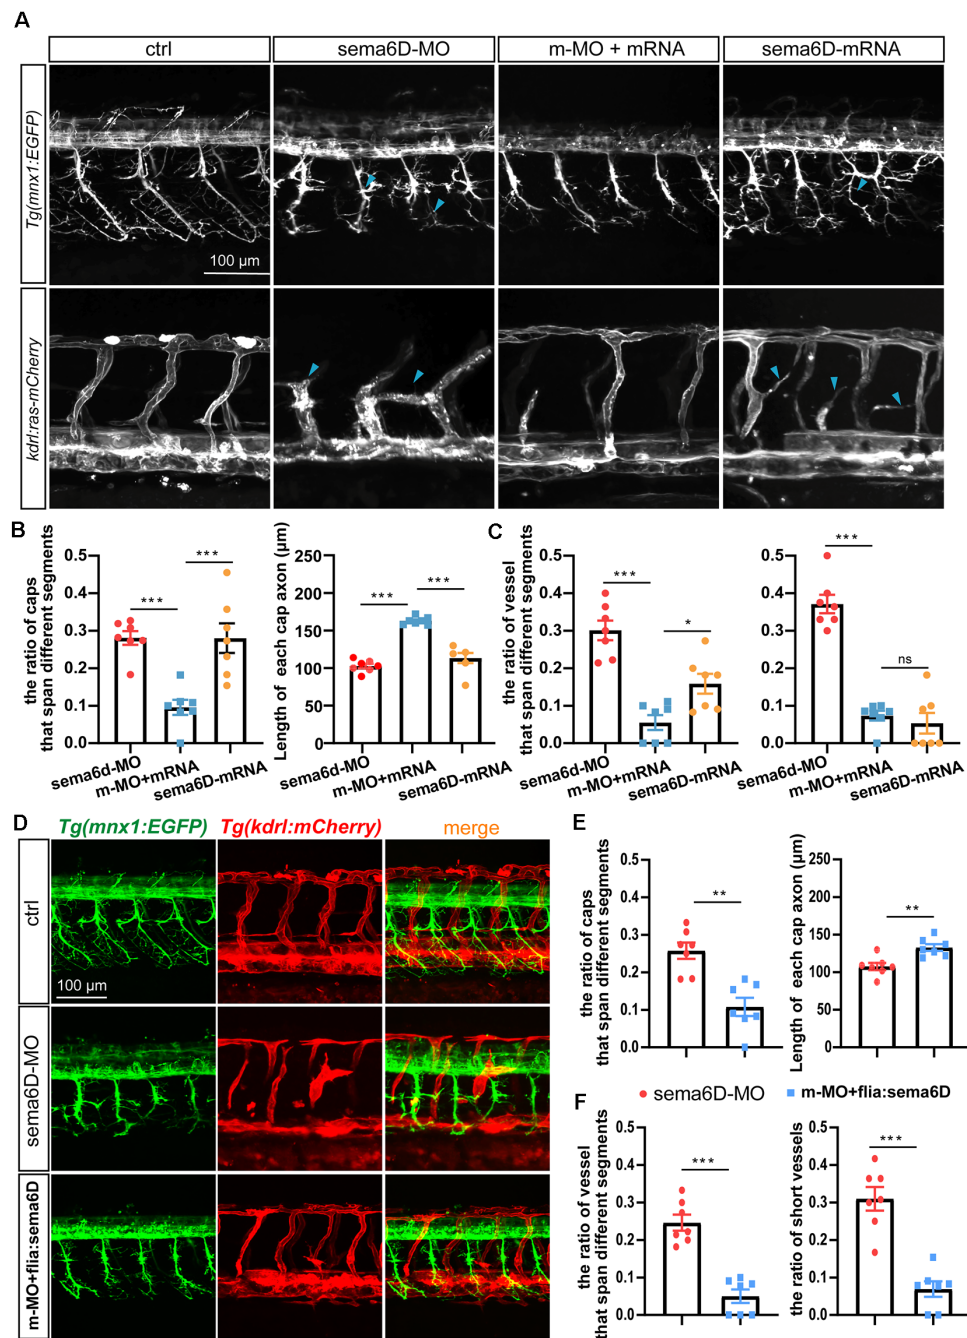 A
ctrl
sema6D-MO
m-MO + mRNA
sema6D-mRNA
Tg(mnx1:EGFP)
100 µm
kdrl:ras-mCherry
B
the ratio of caps
that span different segments
0.5
0.4
0.3
0.2
0.1
0.0
***
***
sema6d-MO
m-MO+mRNA
sema6D-mRNA
Length of each cap axon (µm)
250
200
150
100
50
0
***
***
sema6d-MO
m-MO+mRNA
sema6D-mRNA
C
the ratio of vessel
that span different segments
0.5
0.4
0.3
0.2
0.1
0.0
***
*
sema6d-MO
m-MO+mRNA
sema6D-mRNA
0.5
0.4
0.3
0.2
0.1
0.0
***
ns
sema6d-MO
m-MO+mRNA
sema6D-mRNA
D
Tg(mnx1:EGFP)
Tg(kdrl:mCherry)
merge
ctrl
100 µm
sema6D-MO
m-MO+flia:sema6D
E
the ratio of caps
that span different segments
0.5
0.4
0.3
0.2
0.1
0.0
**
Length of each cap axon (µm)
250
200
150
100
50
0
**
sema6D-MO
m-MO+flia:sema6D
F
the ratio of vessel
that span different segments
0.5
0.4
0.3
0.2
0.1
0.0
***
the ratio of short vessels
0.5
0.4
0.3
0.2
0.1
0.0
***